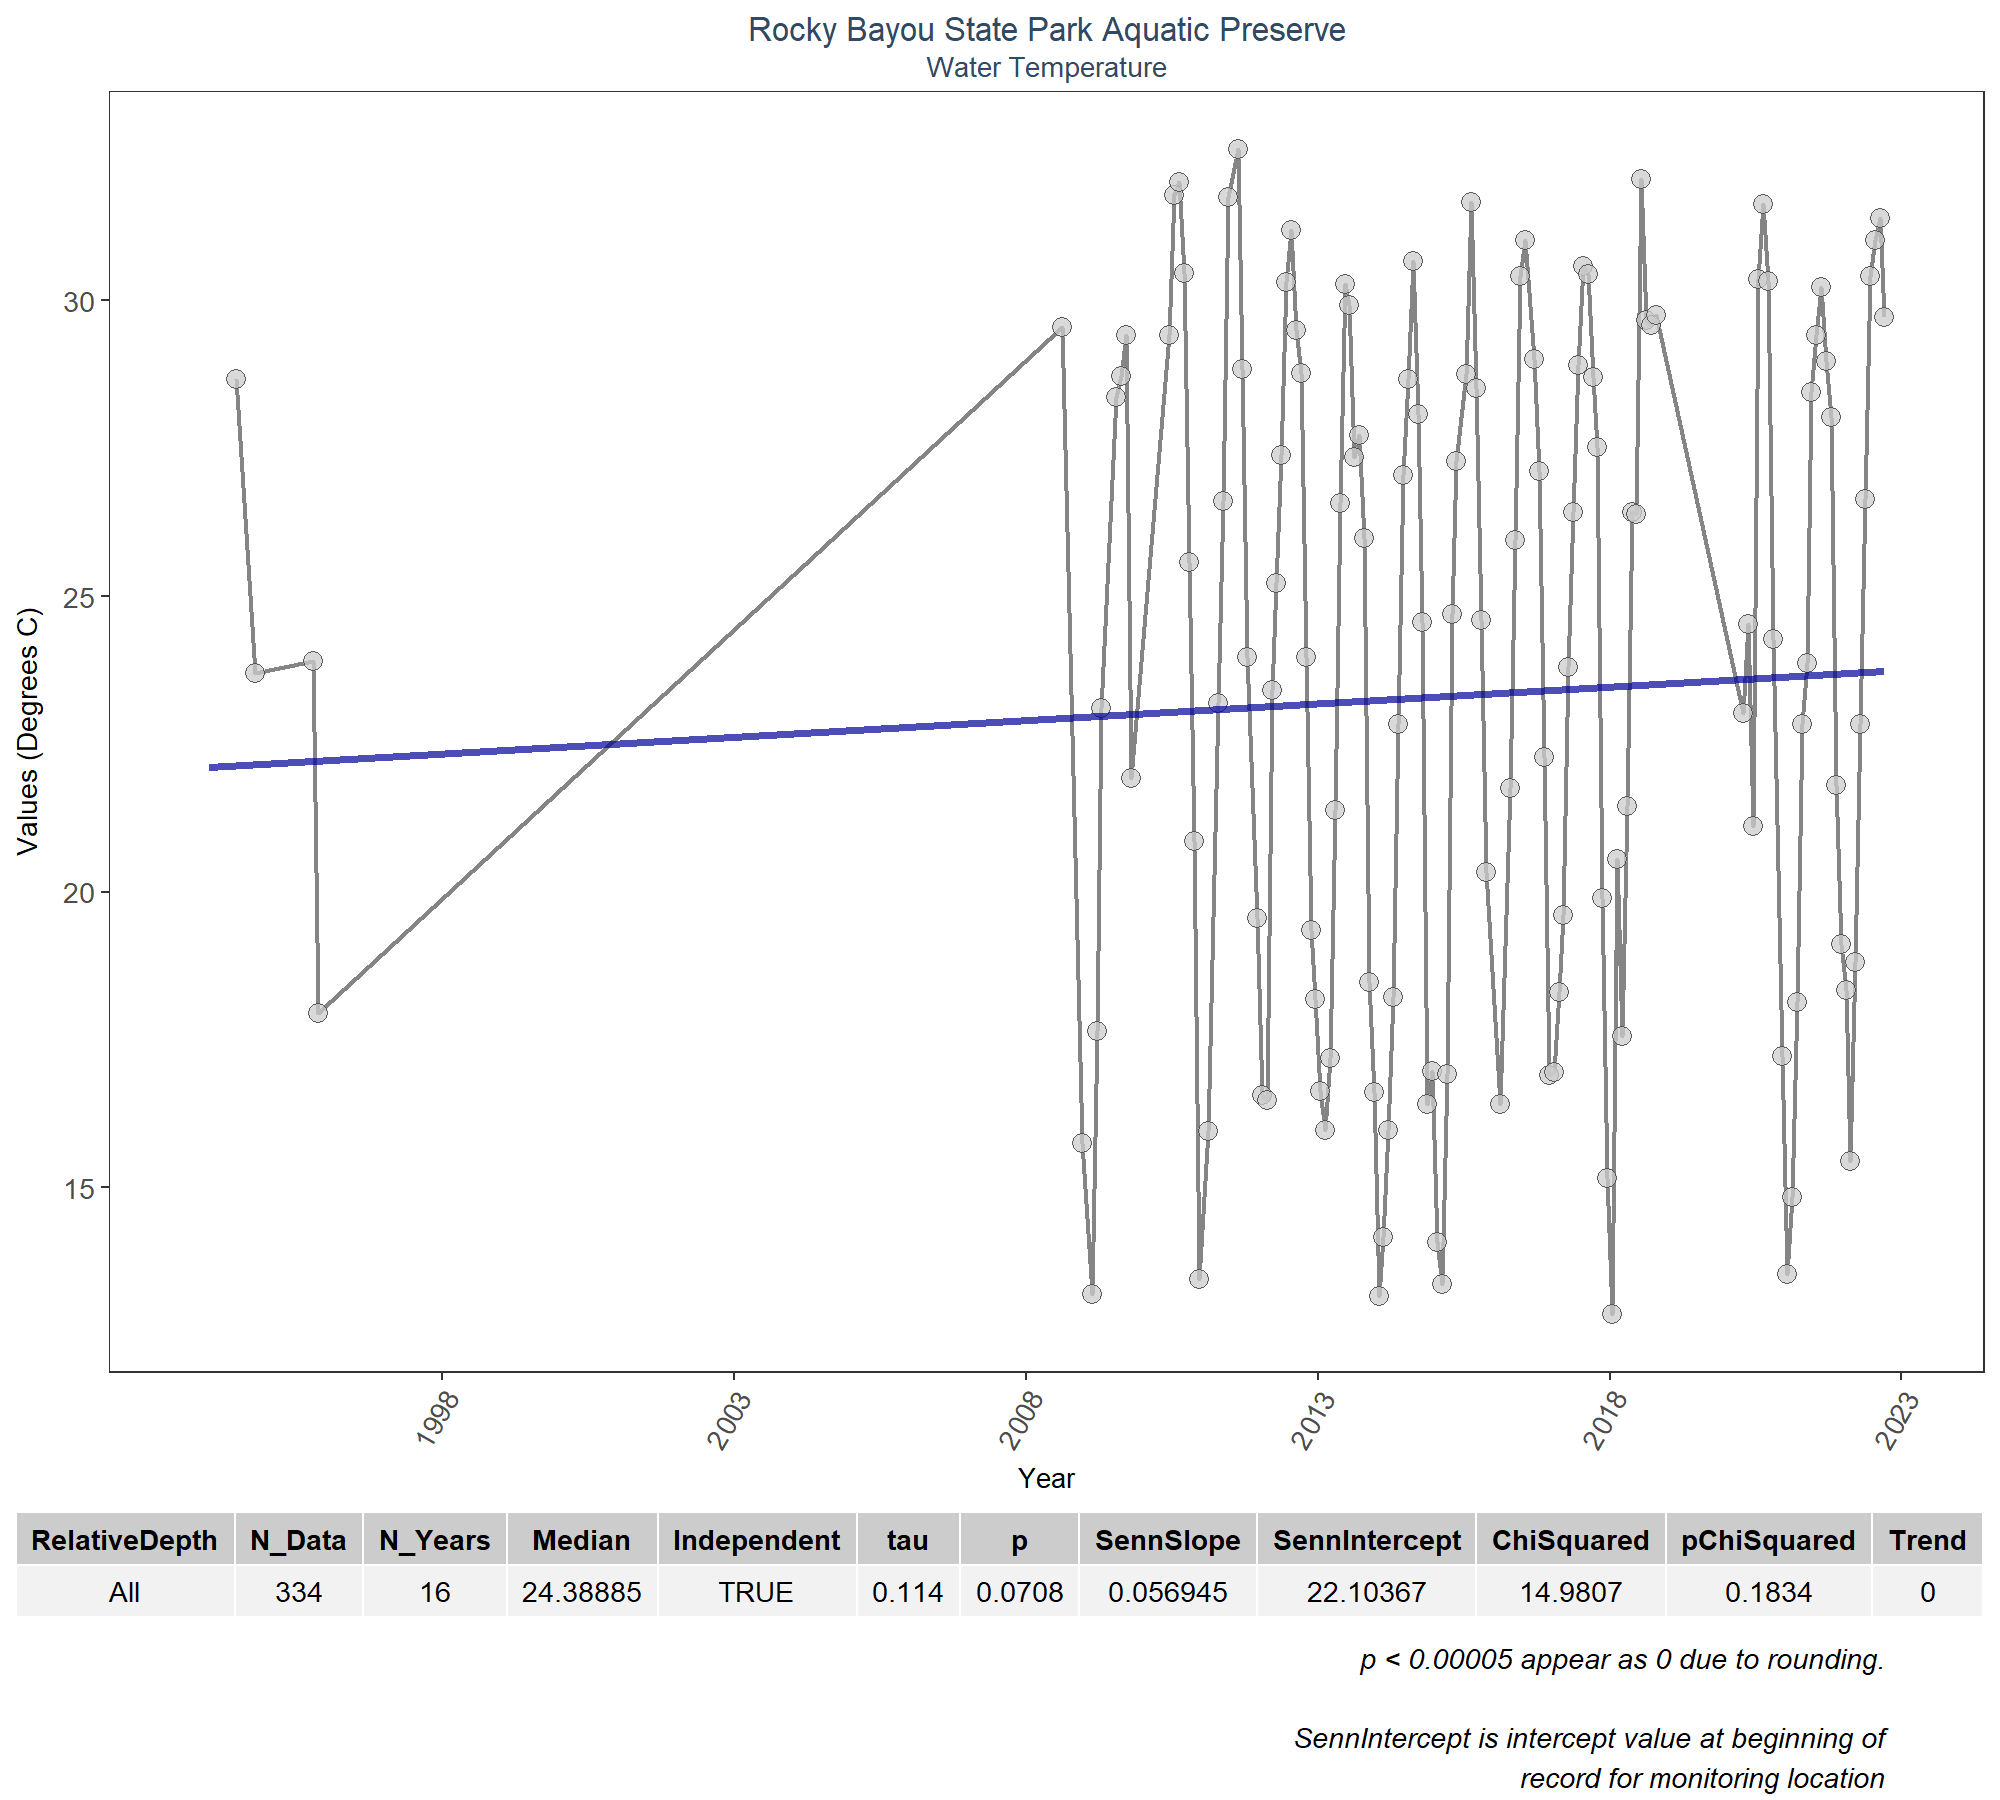 Rocky Bayou State Park Aquatic Preserve
Water Temperature
Values (Degrees C)
30
25
20
15
1998
2003
2008
2013
2018
2023
Year
RelativeDepth N_Data N_Years Median Independent tau p SennSlope SennIntercept ChiSquared pChiSquared Trend
All 334 16 24.38885 TRUE 0.114 0.0708 0.056945 22.10367 14.9807 0.1834 0
p < 0.00005 appear as 0 due to rounding.
SennIntercept is intercept value at beginning of
record for monitoring location